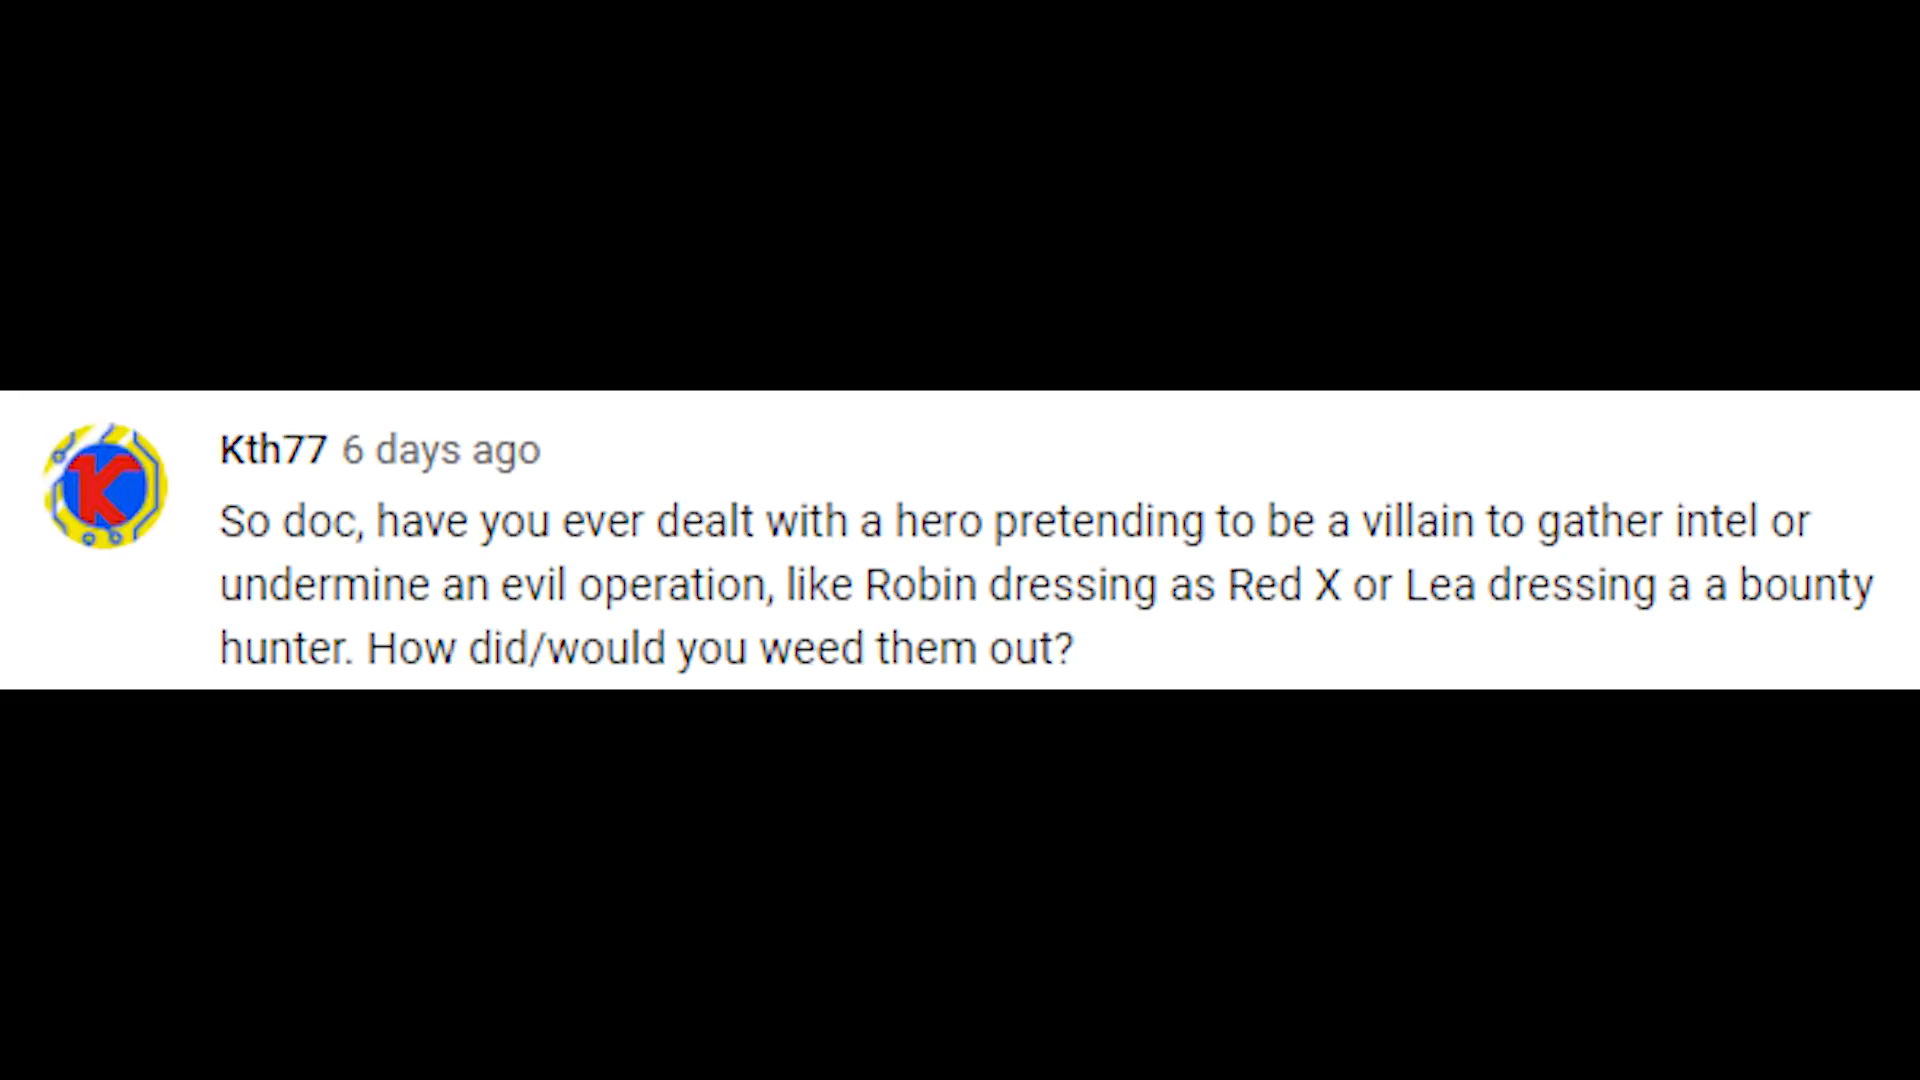 Kth77 6 days ago
So doc, have you ever dealt with a hero pretending to be a villain to gather intel or
undermine an evil operation, like Robin dressing as Red X or Lea dressing a a bounty
hunter. How did/would you weed them out?